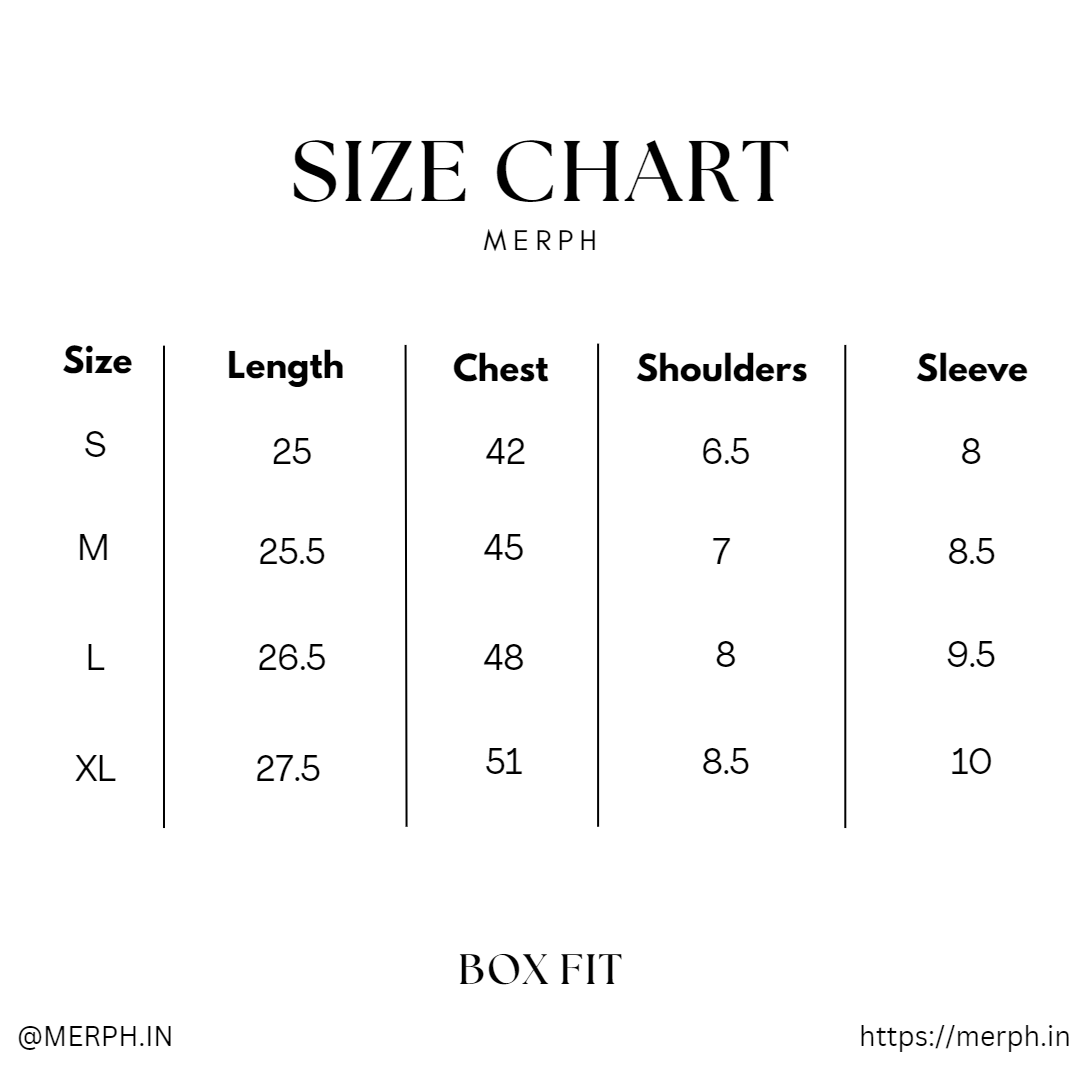 SIZE CHART
MERPH
Size Length Chest Shoulders Sleeve
S 25 42 6.5 8
M 25.5 45 7 8.5
L 26.5 48 8 9.5
XL 27.5 51 8.5 10
BOX FIT
@MERPH.IN https://merph.in